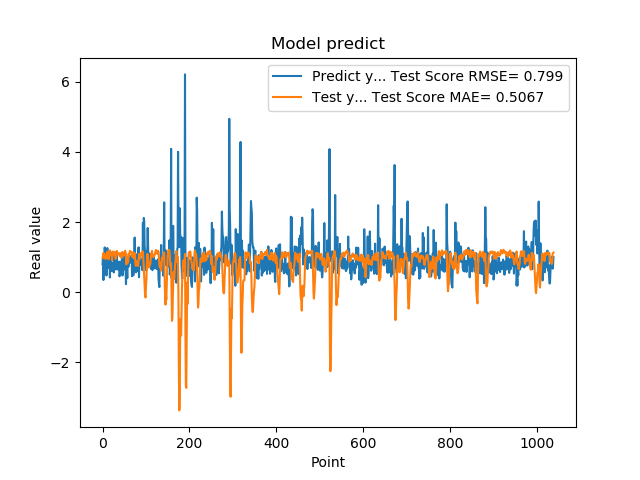 Model predict
Predict y... Test Score RMSE= 0.799
Test y... Test Score MAE= 0.5067
6
4
2
0
−2
Real value
0 200 400 600 800 1000
Point